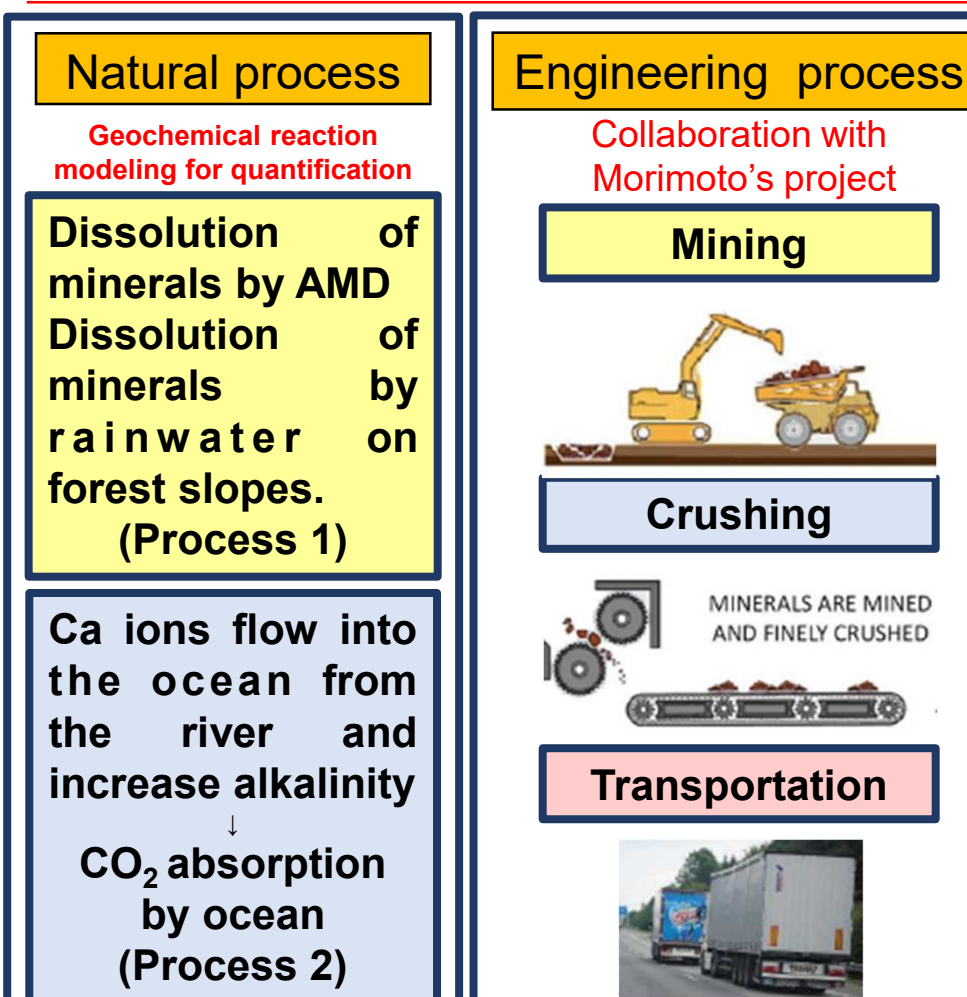 Natural process
Geochemical reaction
modeling for quantification
Dissolution of
minerals by AMD
Dissolution of
minerals by
rainwater on
forest slopes.
(Process 1)
Ca ions flow into
the ocean from
the river and
increase alkalinity
↓
CO₂ absorption
by ocean
(Process 2)
Engineering process
Collaboration with
Morimoto's project
Mining
Crushing
MINERALS ARE MINED
AND FINELY CRUSHED
Transportation